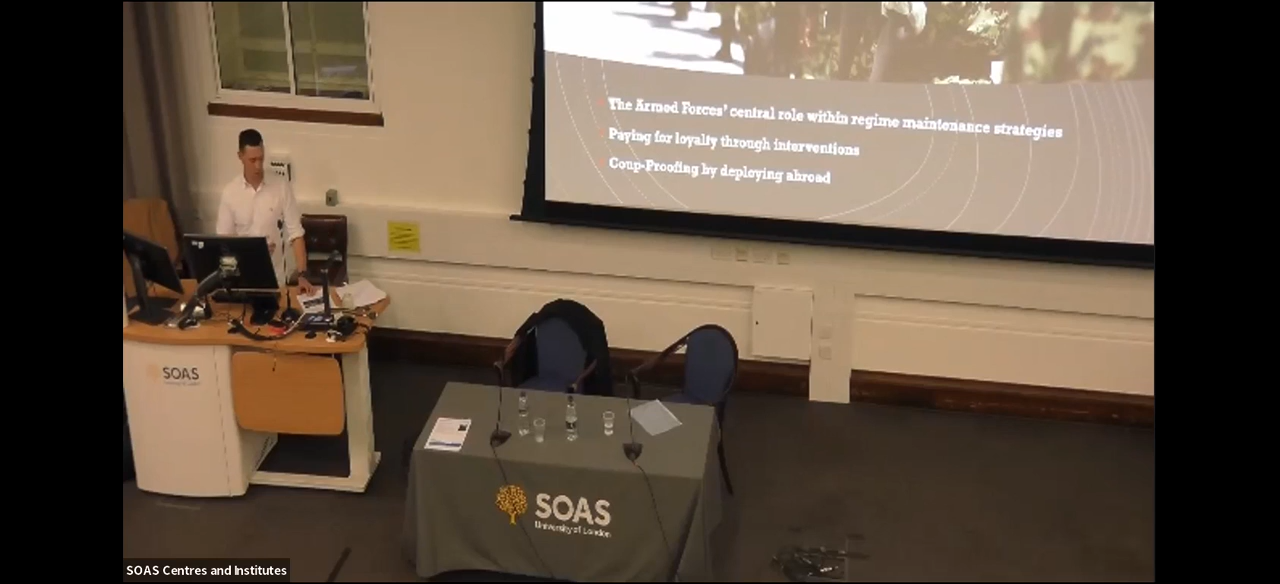 The Armed Forces' central role within regime maintenance strategies
Paying for loyalty through interventions
Coup-Proofing by deploying abroad
SOAS
SOAS
University of London
SOAS Centres and Institutes